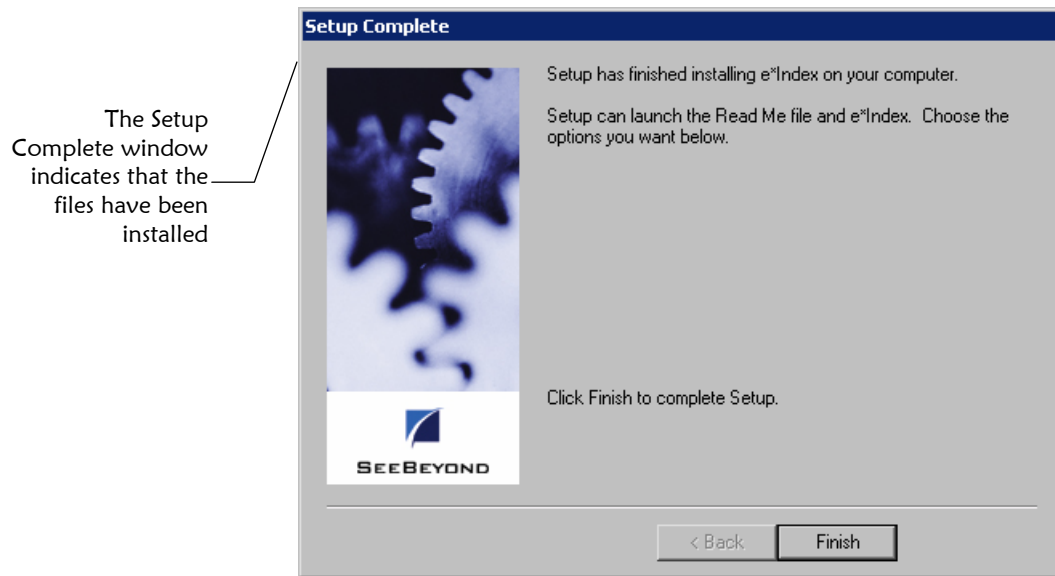 The Setup
Complete window
indicates that the
files have been
installed
Setup Complete
Setup has finished installing e*Index on your computer.
Setup can launch the Read Me file and e*Index. Choose the
options you want below.
Click Finish to complete Setup.
SEEBEYOND
< Back
Finish